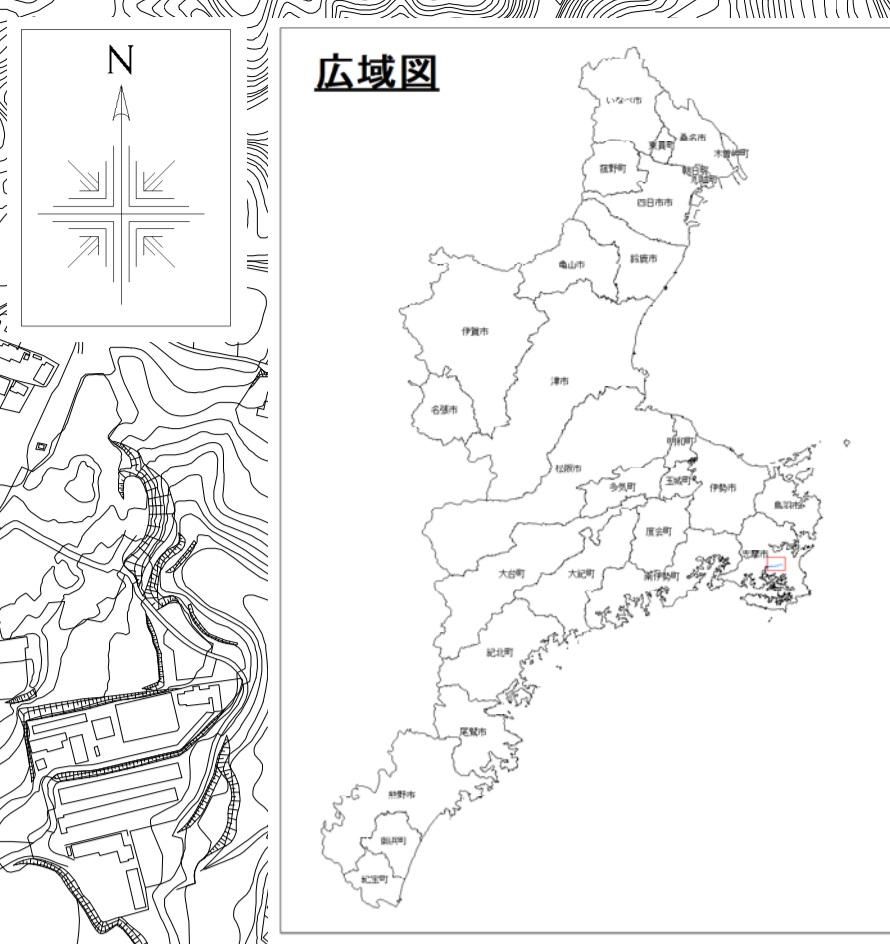 N
広域図
いなべ市
桑名市
東員町
木曽岬町
朝日町
川越町
菰野町
四日市市
亀山市
鈴鹿市
伊賀市
津市
名張市
明和町
松阪市
多気町
玉城町
伊勢市
鳥羽市
度会町
志摩市
大台町
大紀町
南伊勢町
紀北町
尾鷲市
熊野市
御浜町
紀宝町